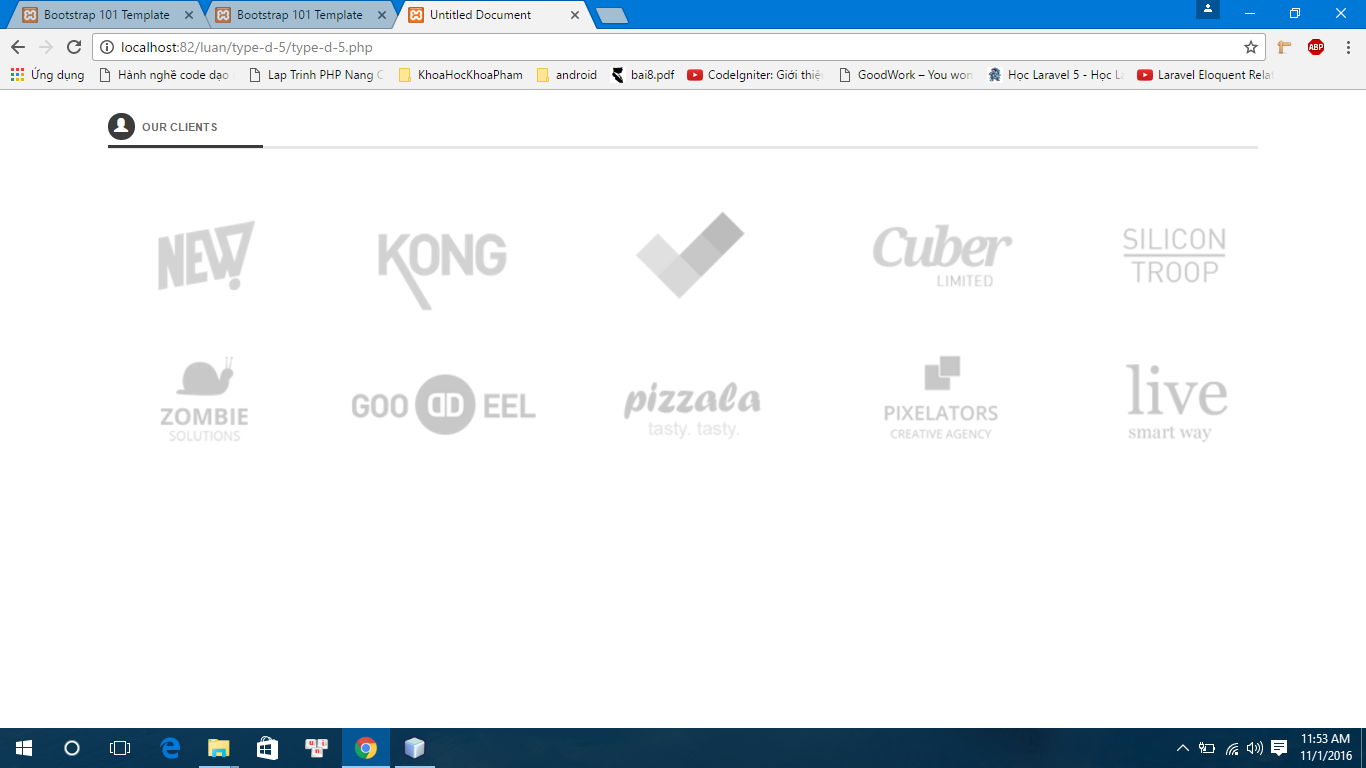 Bootstrap 101 Template
Bootstrap 101 Template
Untitled Document
localhost:82/luan/type-d-5/type-d-5.php
ABP
Ứng dụng
Hành nghề code dạo
Lap Trinh PHP Nang C
KhoaHocKhoaPham
android
bai8.pdf
CodeIgniter: Giới thiệu
GoodWork – You won
Học Laravel 5 - Học L
Laravel Eloquent Relat
OUR CLIENTS
NEW!
KONG
Cuber
LIMITED
SILICON
TROOP
ZOMBIE
SOLUTIONS
GOO DD EEL
pizzala
tasty. tasty.
PIXELATORS
CREATIVE AGENCY
live
smart way
11:53 AM
11/1/2016